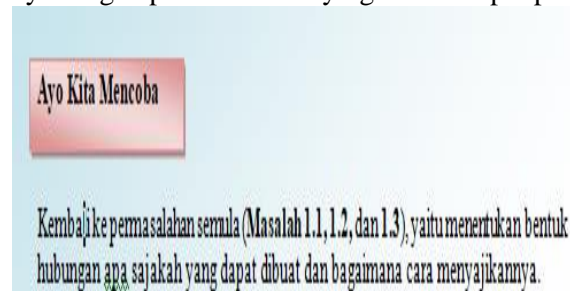 Ayo Kita Mencoba
Kembali ke permasalahan semula (Masalah 1.1, 1.2, dan 1.3), yaitu menentukan bentuk
hubungan apa sajakah yang dapat dibuat dan bagaimana cara menyajikannya.